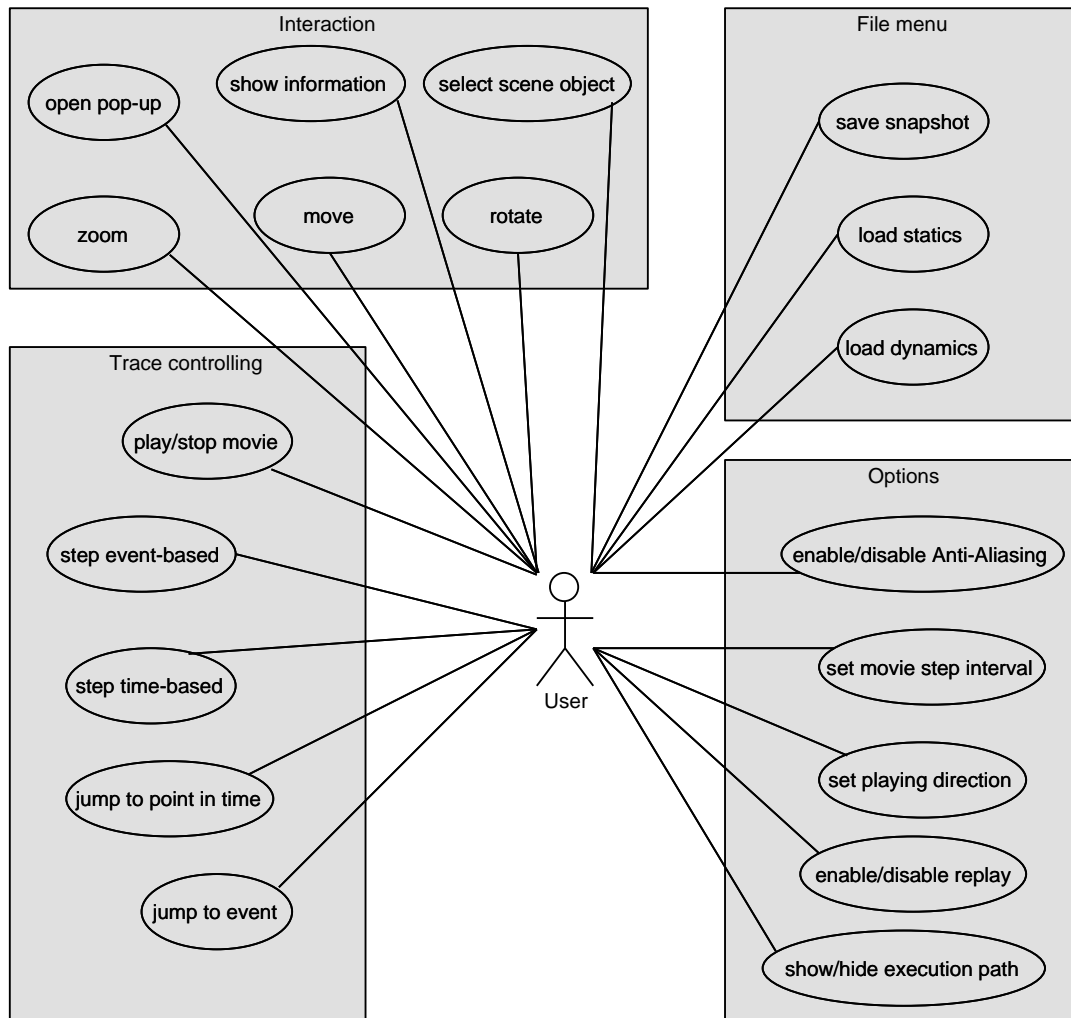 Interaction
show information
select scene object
open pop-up
zoom
move
rotate
File menu
save snapshot
load statics
load dynamics
Trace controlling
play/stop movie
step event-based
step time-based
jump to point in time
jump to event
User
Options
enable/disable Anti-Aliasing
set movie step interval
set playing direction
enable/disable replay
show/hide execution path